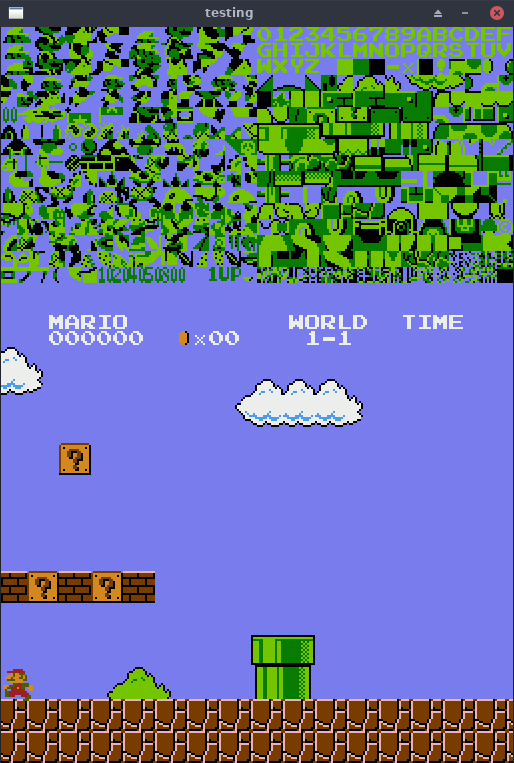 testing
0123456789ABCDEF
GHIJKLMNOPQRSTUV
WXYZ
1UP
MARIO WORLD TIME
000000 ×00 1-1
?
? ?